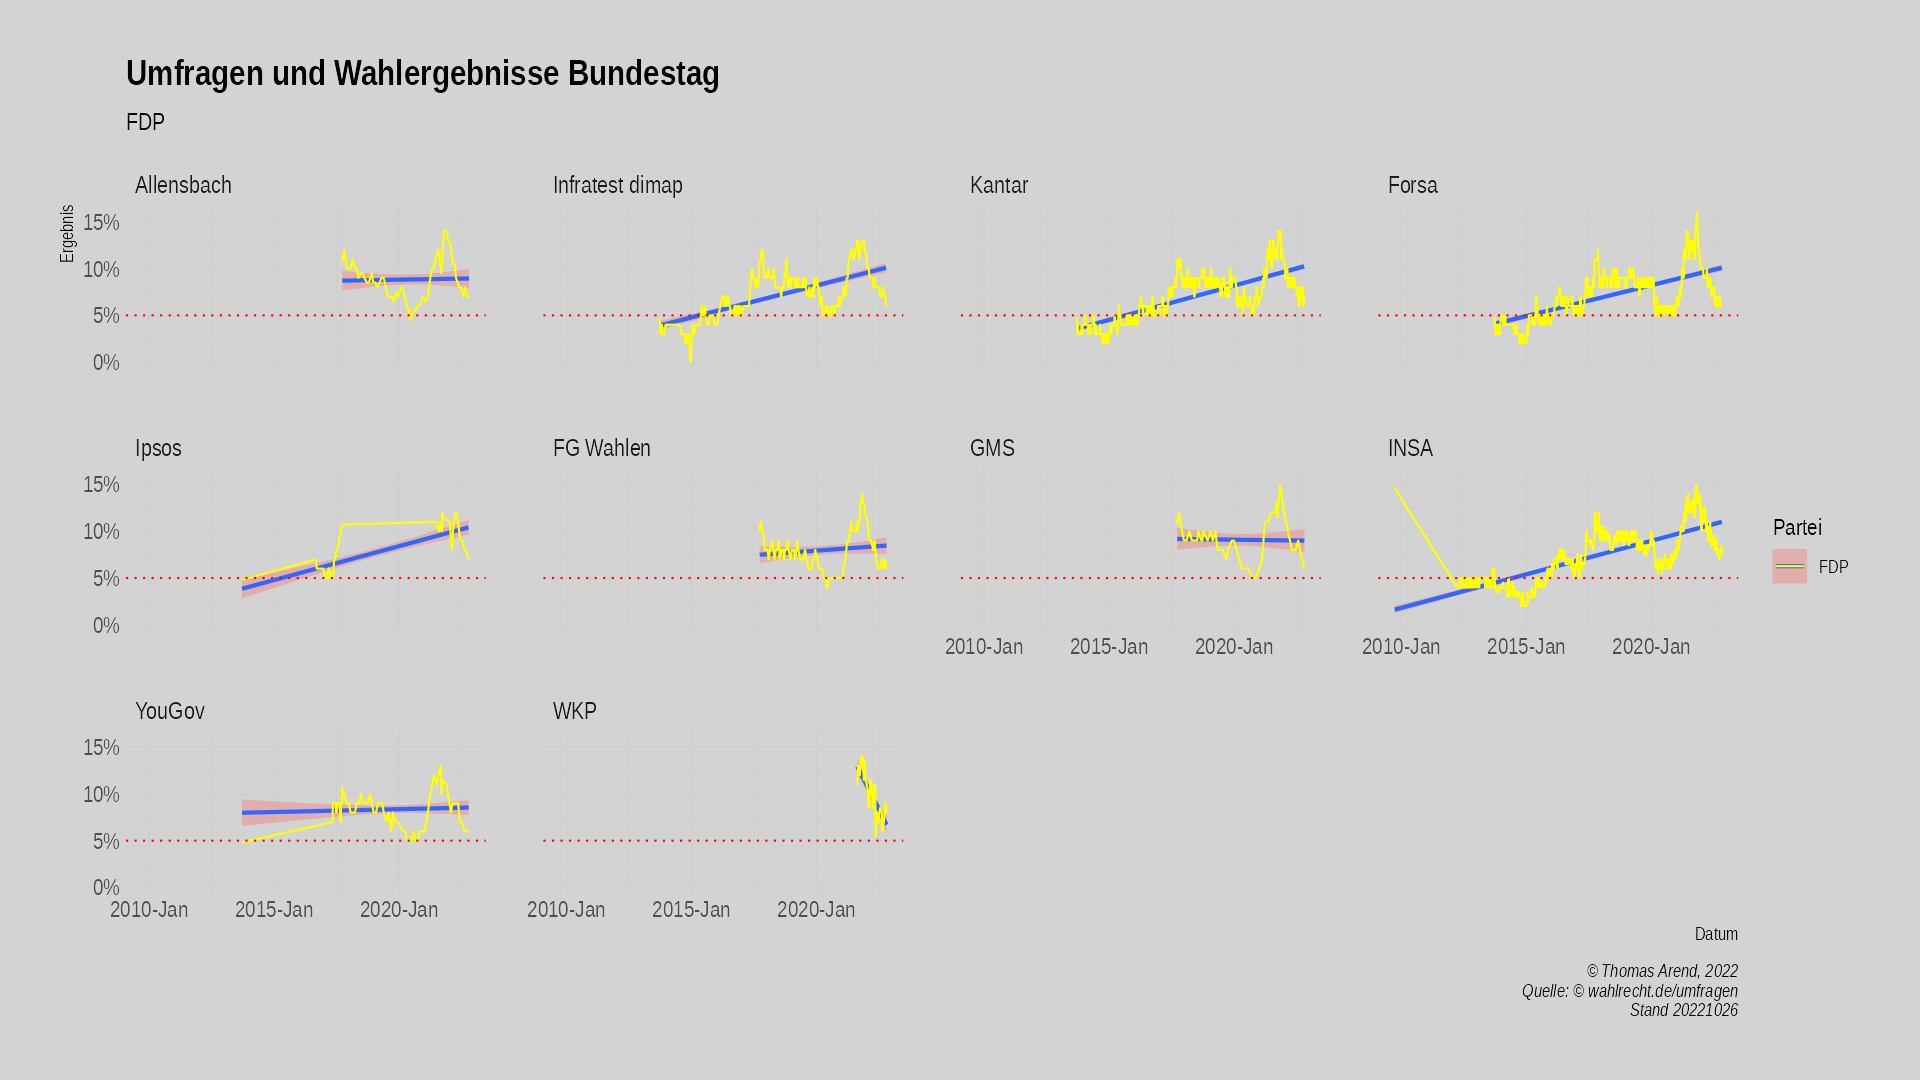 Umfragen und Wahlergebnisse Bundestag
FDP
Allensbach
Infratest dimap
Kantar
Forsa
Ergebnis
15%
10%
5%
0%
Ipsos
FG Wahlen
GMS
INSA
15%
10%
5%
0%
2010-Jan
2015-Jan
2020-Jan
2010-Jan
2015-Jan
2020-Jan
Partei
FDP
YouGov
WKP
15%
10%
5%
0%
2010-Jan
2015-Jan
2020-Jan
2010-Jan
2015-Jan
2020-Jan
Datum
© Thomas Arend, 2022
Quelle: © wahlrecht.de/umfragen
Stand 20221026